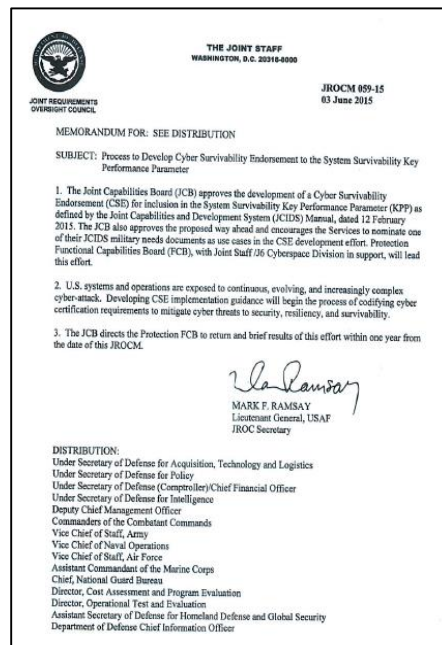 THE JOINT STAFF
WASHINGTON, D.C. 20318-8000
JOINT REQUIREMENTS
OVERSIGHT COUNCIL
JROCM 059-15
03 June 2015
MEMORANDUM FOR: SEE DISTRIBUTION
SUBJECT: Process to Develop Cyber Survivability Endorsement to the System Survivability Key
Performance Parameter
1. The Joint Capabilities Board (JCB) approves the development of a Cyber Survivability
Endorsement (CSE) for inclusion in the System Survivability Key Performance Parameter (KPP) as
defined by the Joint Capabilities and Development System (JCIDS) Manual, dated 12 February
2015. The JCB also approves the proposed way ahead and encourages the Services to nominate one
of their JCIDS military needs documents as use cases in the CSE development effort. Protection
Functional Capabilities Board (FCB), with Joint Staff /J6 Cyberspace Division in support, will lead
this effort.
2. U.S. systems and operations are exposed to continuous, evolving, and increasingly complex
cyber-attack. Developing CSE implementation guidance will begin the process of codifying cyber
certification requirements to mitigate cyber threats to security, resiliency, and survivability.
3. The JCB directs the Protection FCB to return and brief results of this effort within one year from
the date of this JROCM.
MARK F. RAMSAY
Lieutenant General, USAF
JROC Secretary
DISTRIBUTION:
Under Secretary of Defense for Acquisition, Technology and Logistics
Under Secretary of Defense for Policy
Under Secretary of Defense (Comptroller)/Chief Financial Officer
Under Secretary of Defense for Intelligence
Deputy Chief Management Officer
Commanders of the Combatant Commands
Vice Chief of Staff, Army
Vice Chief of Naval Operations
Vice Chief of Staff, Air Force
Assistant Commandant of the Marine Corps
Chief, National Guard Bureau
Director, Cost Assessment and Program Evaluation
Director, Operational Test and Evaluation
Assistant Secretary of Defense for Homeland Defense and Global Security
Department of Defense Chief Information Officer